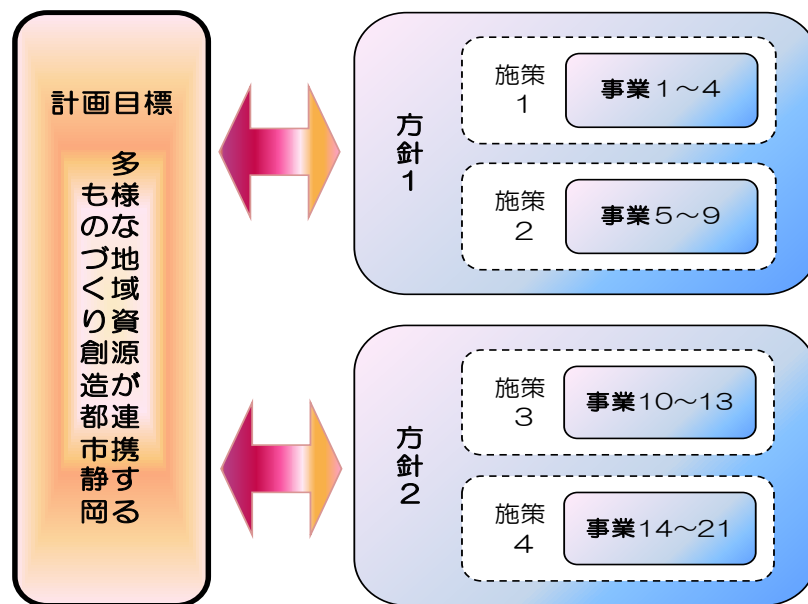 計画目標
多様な地域資源が連携する
ものづくり創造都市静岡
方針1
施策
1
事業1~4
施策
2
事業5~9
方針2
施策
3
事業10~13
施策
4
事業14~21